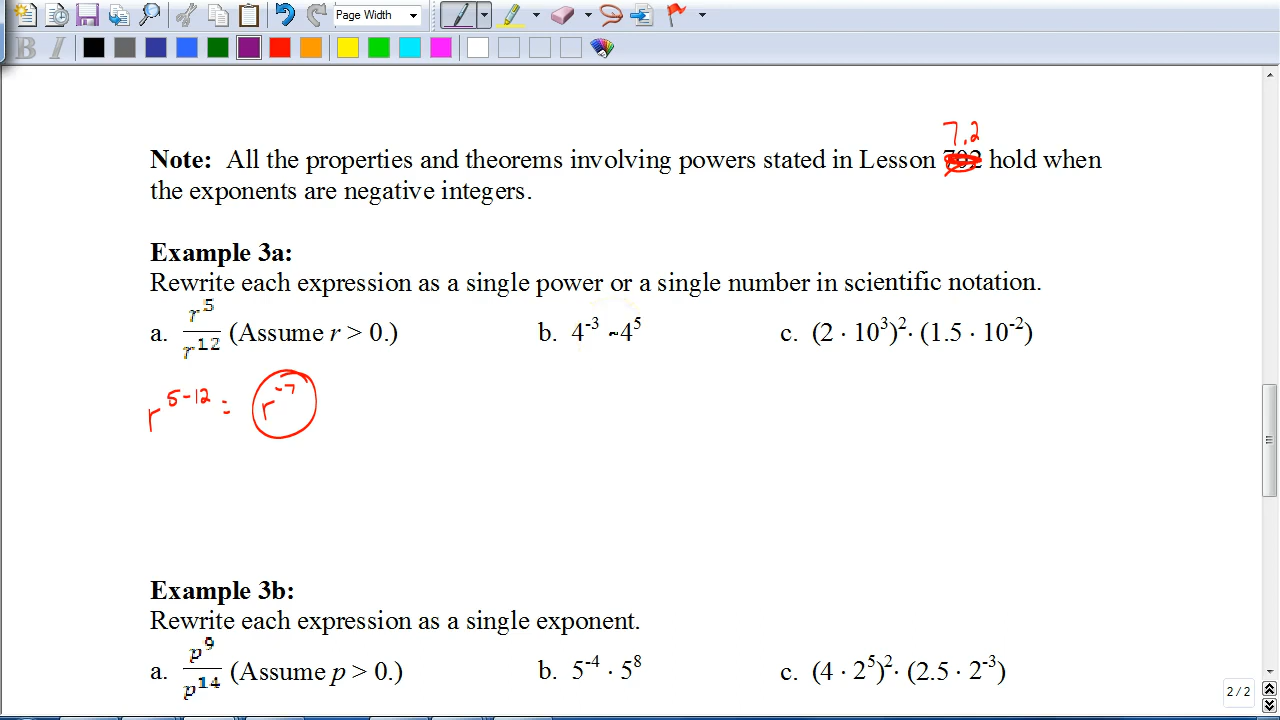 Page Width
B I
7.2
Note: All the properties and theorems involving powers stated in Lesson 702 hold when
the exponents are negative integers.
Example 3a:
Rewrite each expression as a single power or a single number in scientific notation.
a. r^5/r^12 (Assume r > 0.) b. 4^-3 · 4^5 c. (2 · 10^3)^2 · (1.5 · 10^-2)
r^5-12 = r^-7
Example 3b:
Rewrite each expression as a single exponent.
a. p^9/p^14 (Assume p > 0.) b. 5^-4 · 5^8 c. (4 · 2^5)^2 · (2.5 · 2^-3)
2/2